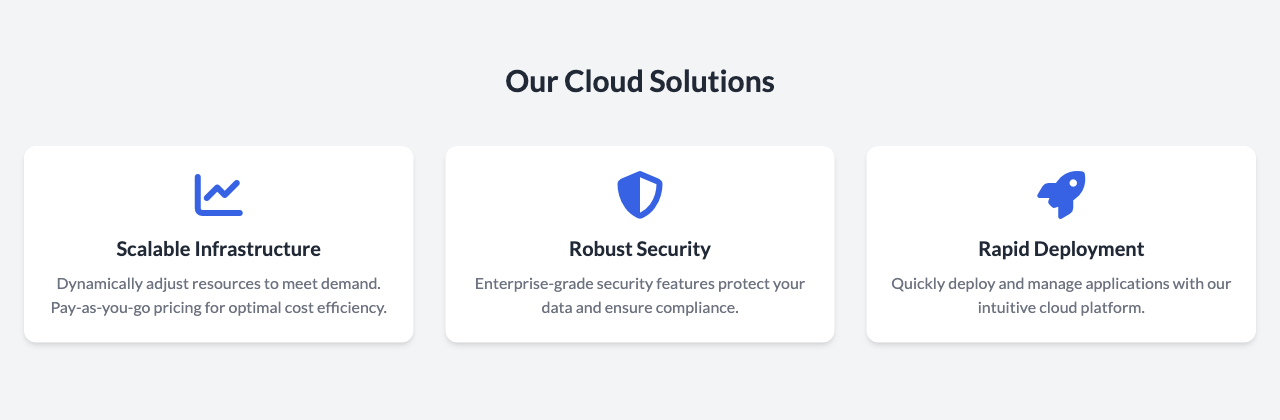 Our Cloud Solutions
Scalable Infrastructure
Dynamically adjust resources to meet demand.
Pay-as-you-go pricing for optimal cost efficiency.
Robust Security
Enterprise-grade security features protect your
data and ensure compliance.
Rapid Deployment
Quickly deploy and manage applications with our
intuitive cloud platform.